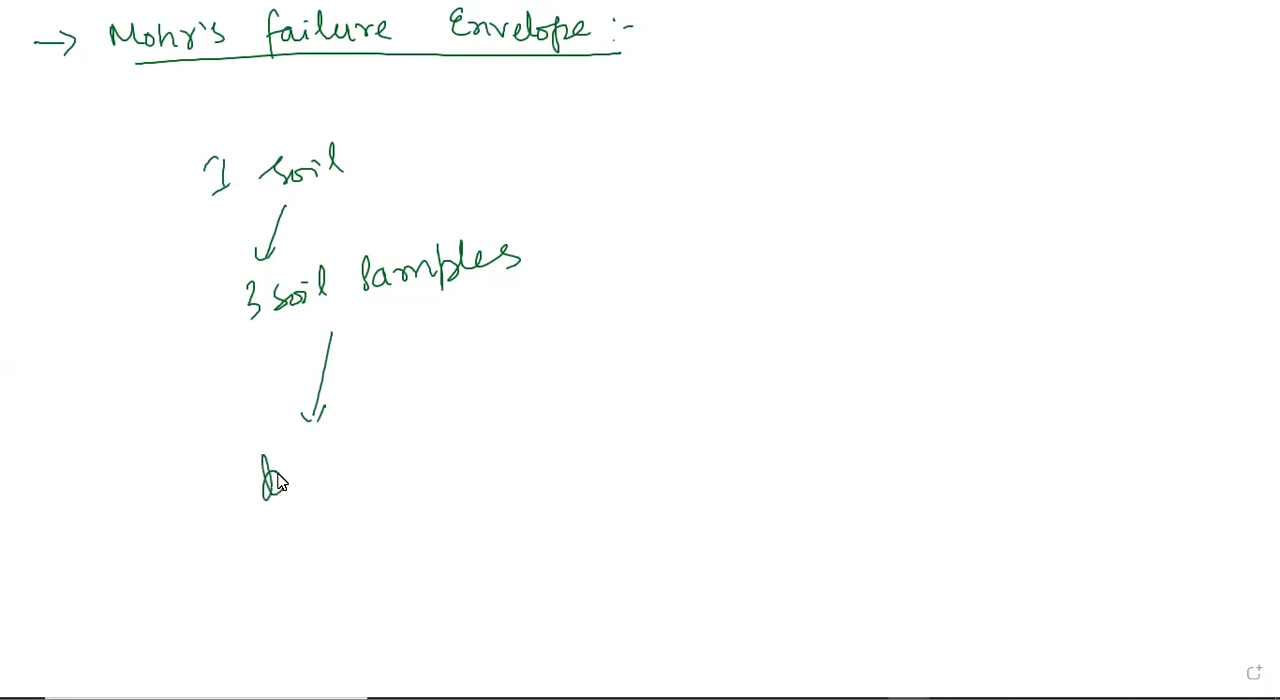 → Mohr's failure Envelope :-
1 soil
3 soil samples